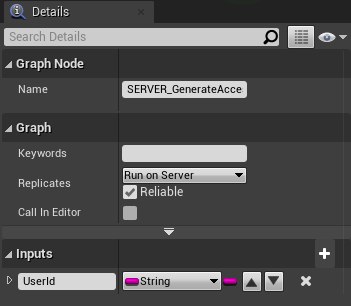 Details
Search Details
Graph Node
Name SERVER_GenerateAcce
Graph
Keywords
Replicates Run on Server
Reliable
Call In Editor
Inputs
UserId String